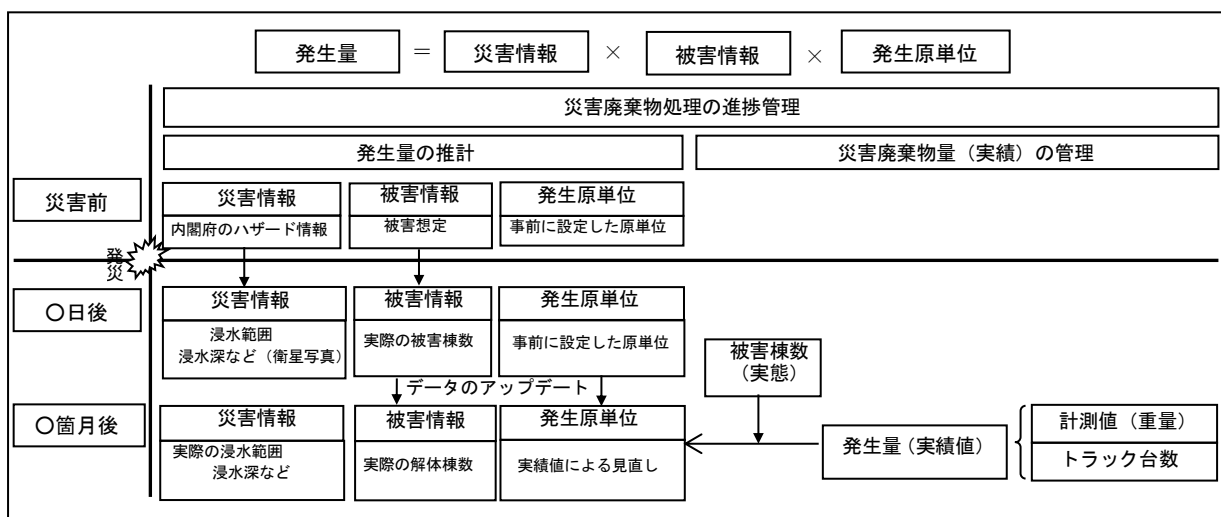 発生量 ＝ 災害情報 × 被害情報 × 発生原単位
災害廃棄物処理の進捗管理
発生量の推計 災害廃棄物量（実績）の管理
災害前
災害情報 被害情報 発生原単位
内閣府のハザード情報 被害想定 事前に設定した原単位
発災
〇日後
災害情報 被害情報 発生原単位
浸水範囲
浸水深など（衛星写真） 実際の被害棟数 事前に設定した原単位
被害棟数
（実態）
データのアップデート
〇箇月後
災害情報 被害情報 発生原単位
実際の浸水範囲
浸水深など 実際の解体棟数 実績値による見直し
発生量（実績値）
計測値（重量）
トラック台数